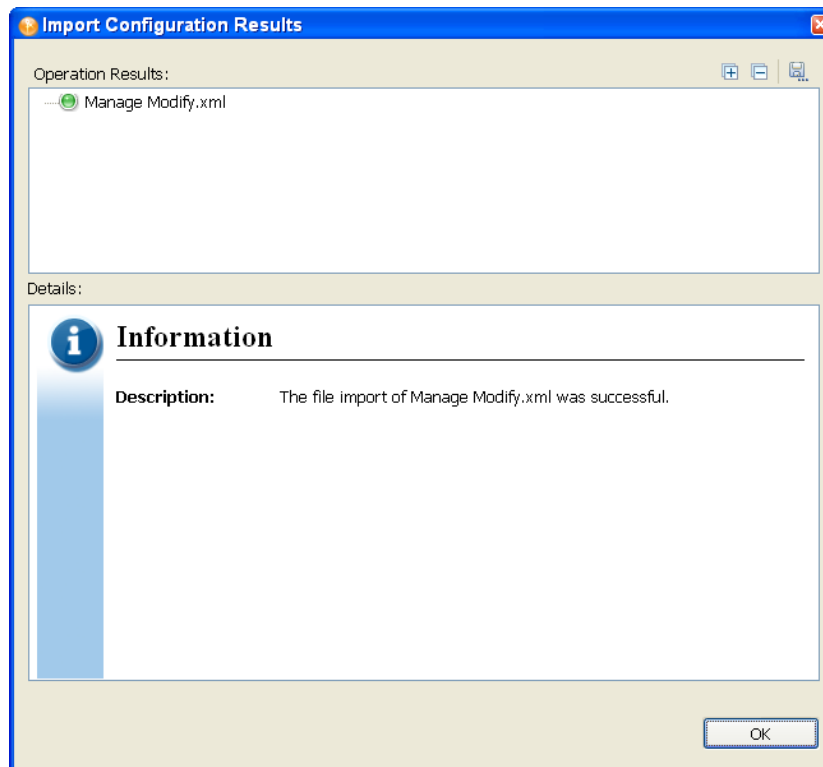 Import Configuration Results
Operation Results:
Manage Modify.xml
Details:
Information
Description: The file import of Manage Modify.xml was successful.
OK